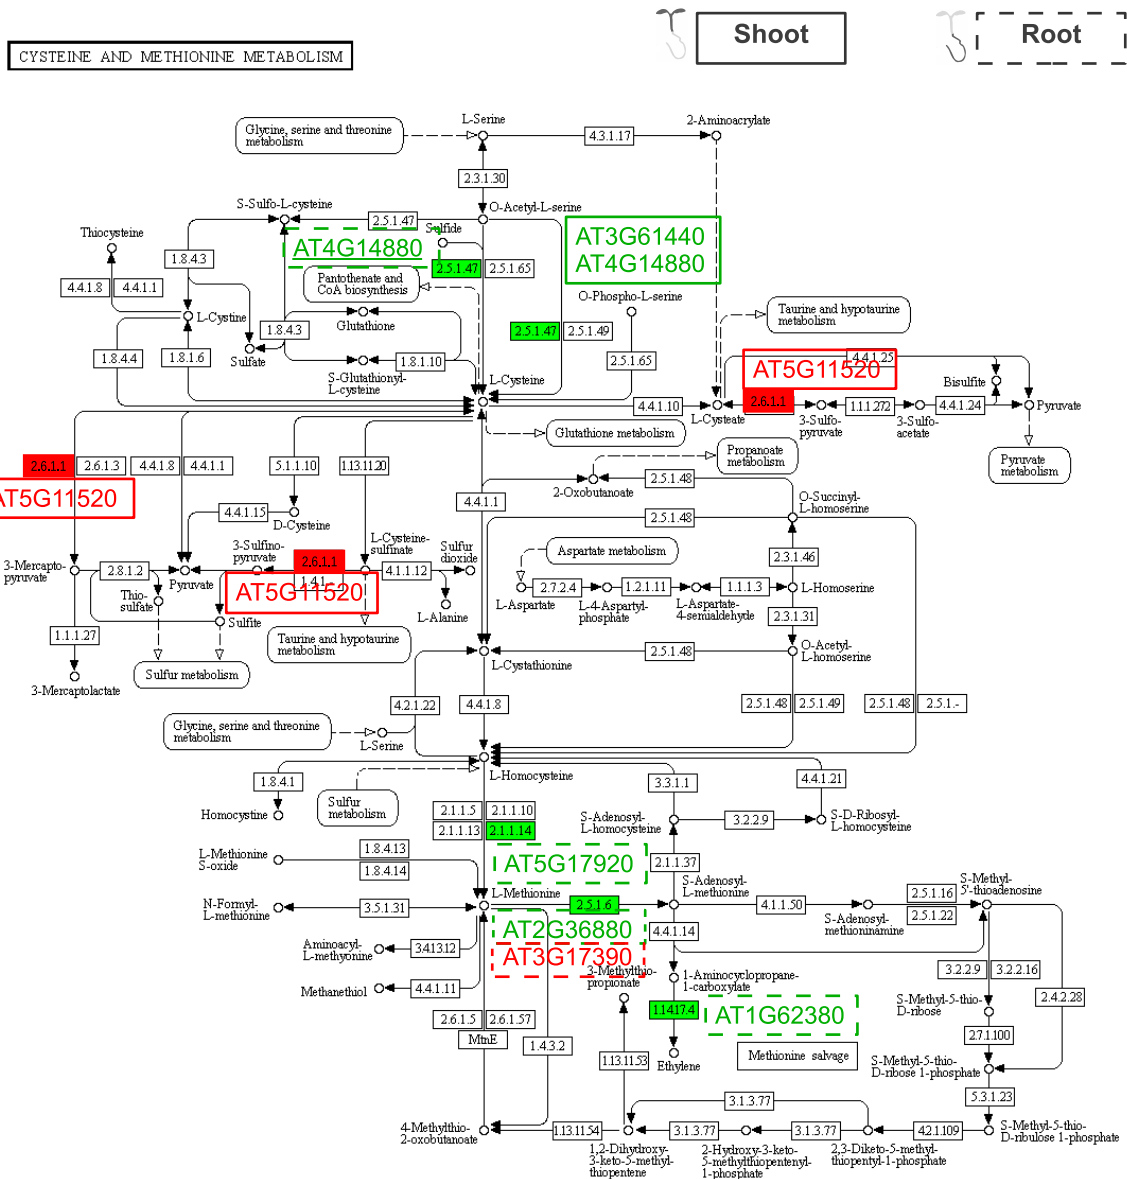 Shoot
Root
CYSTEINE AND METHIONINE METABOLISM
Glycine, serine and threonine
metabolism
L-Serine
4.3.1.17
2-Aminoacrylate
2.3.1.30
S-Sulfo-L-cysteine
O-Acetyl-L-serine
2.5.1.47
Sulfide
Thiocysteine
AT4G14880
AT3G61440
AT4G14880
1.8.4.3
2.5.1.47
2.5.1.65
4.4.1.8
4.4.1.1
Pantothenate and
CoA biosynthesis
O-Phospho-L-serine
L-Cystine
Glutathione
1.8.4.3
2.5.1.47
2.5.1.49
Taurine and hypotaurine
metabolism
1.8.4.4
1.8.1.6
Sulfate
1.8.1.10
2.5.1.65
S-Glutathionyl-
L-cysteine
L-Cysteine
4.4.1.25
AT5G11520
Bisulfite
4.4.1.10
L-Cysteate
2.6.1.1
3-Sulfo-
pyruvate
1.1.1.272
3-Sulfo-
acetate
4.4.1.24
Pyruvate
Glutathione metabolism
Propanoate
metabolism
Pyruvate
metabolism
2.6.1.1
2.6.1.3
4.4.1.8
4.4.1.1
5.1.1.10
1.13.11.20
2.5.1.48
2-Oxobutanoate
AT5G11520
4.4.1.1
O-Succinyl-
L-homoserine
4.4.1.15
D-Cysteine
2.5.1.48
3-Mercapto-
pyruvate
2.8.1.2
Pyruvate
3-Sulfino-
pyruvate
2.6.1.1
1.4.1.-
L-Cysteine-
sulfinate
4.1.1.12
Sulfur
dioxide
Aspartate metabolism
2.3.1.46
AT5G11520
Thio-
sulfate
L-Alanine
L-Aspartate
2.7.2.4
L-4-Aspartyl-
phosphate
1.2.1.11
L-Aspartate-
4-semialdehyde
1.1.1.3
L-Homoserine
Sulfite
2.3.1.31
1.1.1.27
Taurine and hypotaurine
metabolism
Sulfur metabolism
L-Cystathionine
2.5.1.48
O-Acetyl-
L-homoserine
3-Mercaptolactate
4.2.1.22
4.4.1.8
2.5.1.48
2.5.1.49
2.5.1.48
2.5.1.-
Glycine, serine and threonine
metabolism
L-Serine
L-Homocysteine
1.8.4.1
3.3.1.1
4.4.1.21
Homocystine
Sulfur
metabolism
2.1.1.5
2.1.1.10
2.1.1.13
2.1.1.14
S-Adenosyl-
L-homocysteine
3.2.2.9
S-D-Ribosyl-
L-homocysteine
L-Methionine
S-oxide
1.8.4.13
1.8.4.14
AT5G17920
2.1.1.37
L-Methionine
S-Adenosyl-
L-methionine
S-Methyl-
5'-thioadenosine
N-Formyl-
L-methionine
3.5.1.31
2.5.1.6
4.1.1.50
S-Adenosyl-
methioninamine
2.5.1.16
2.5.1.22
AT2G36880
4.4.1.14
Aminoacyl-
L-methyonine
3.4.13.12
AT3G17390
3-Methylthio-
propionate
1-Aminocyclopropane-
1-carboxylate
3.2.2.9
3.2.2.16
Methanethiol
4.4.1.11
S-Methyl-5-thio-
D-ribose
2.4.2.28
2.6.1.5
2.6.1.57
1.14.17.4
AT1G62380
MtnE
1.4.3.2
2.7.1.100
1.13.11.53
Ethylene
Methionine salvage
S-Methyl-5-thio-
D-ribose 1-phosphate
5.3.1.23
3.1.3.77
4-Methylthio-
2-oxobutanoate
1.13.11.54
3.1.3.77
3.1.3.77
4.2.1.109
S-Methyl-5-thio-
D-ribulose 1-phosphate
1,2-Dihydroxy-
3-keto-5-methyl-
thiopentene
2-Hydroxy-3-keto-
5-methylthiopentenyl-
1-phosphate
2,3-Diketo-5-methyl-
thiopentyl-1-phosphate